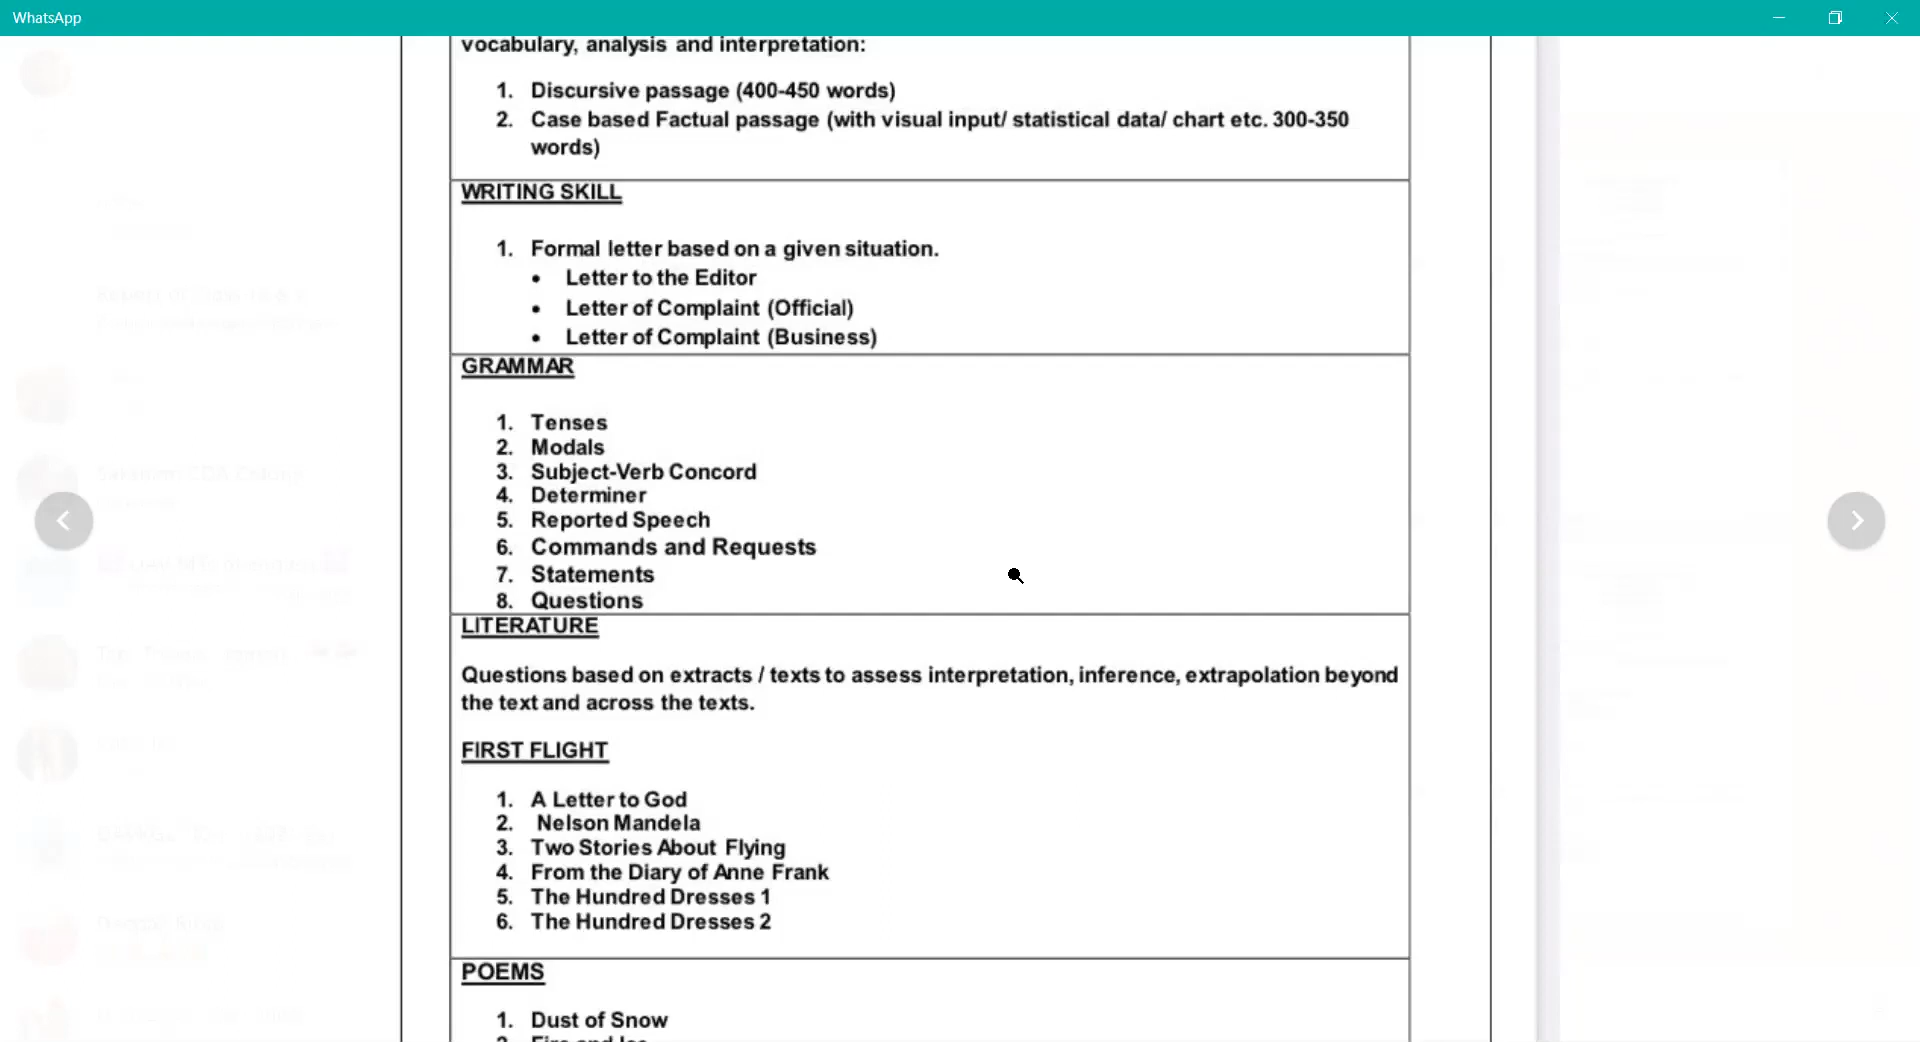 WhatsApp
vocabulary, analysis and interpretation:
1. Discursive passage (400-450 words)
2. Case based Factual passage (with visual input/ statistical data/ chart etc. 300-350
words)
WRITING SKILL
1. Formal letter based on a given situation.
• Letter to the Editor
• Letter of Complaint (Official)
• Letter of Complaint (Business)
GRAMMAR
1. Tenses
2. Modals
3. Subject-Verb Concord
4. Determiner
5. Reported Speech
6. Commands and Requests
7. Statements
8. Questions
LITERATURE
Questions based on extracts / texts to assess interpretation, inference, extrapolation beyond
the text and across the texts.
FIRST FLIGHT
1. A Letter to God
2. Nelson Mandela
3. Two Stories About Flying
4. From the Diary of Anne Frank
5. The Hundred Dresses 1
6. The Hundred Dresses 2
POEMS
1. Dust of Snow
2. Fire and Ice